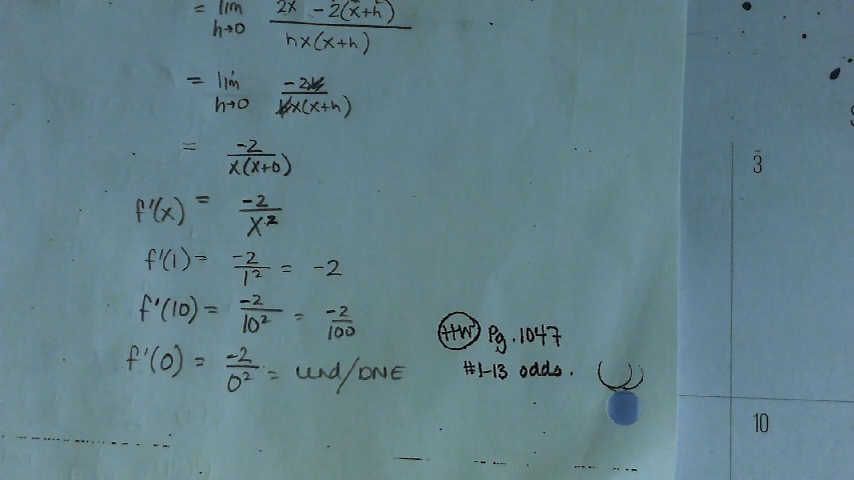 = lim h→0 2x - 2(x+h) / hx(x+h)
= lim h→0 -2h / hx(x+h)
= -2 / x(x+0)
f'(x) = -2 / x²
f'(1) = -2 / 1² = -2
f'(10) = -2 / 10² = -2 / 100
f'(0) = -2 / 0² = und/DNE
HW Pg. 1047
#1-13 odds.
3
10